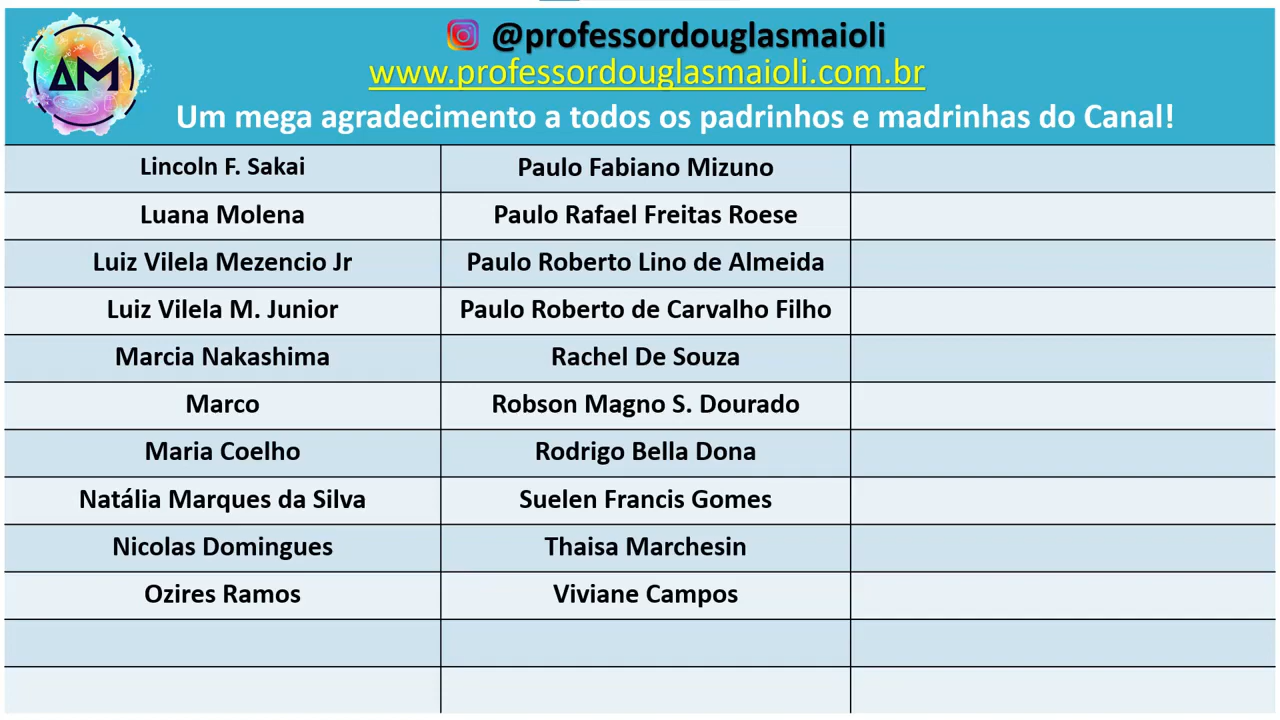 @professordouglasmaioli
www.professordouglasmaioli.com.br
Um mega agradecimento a todos os padrinhos e madrinhas do Canal!
ΔM
Lincoln F. Sakai Paulo Fabiano Mizuno
Luana Molena Paulo Rafael Freitas Roese
Luiz Vilela Mezencio Jr Paulo Roberto Lino de Almeida
Luiz Vilela M. Junior Paulo Roberto de Carvalho Filho
Marcia Nakashima Rachel De Souza
Marco Robson Magno S. Dourado
Maria Coelho Rodrigo Bella Dona
Natália Marques da Silva Suelen Francis Gomes
Nicolas Domingues Thaisa Marchesin
Ozires Ramos Viviane Campos